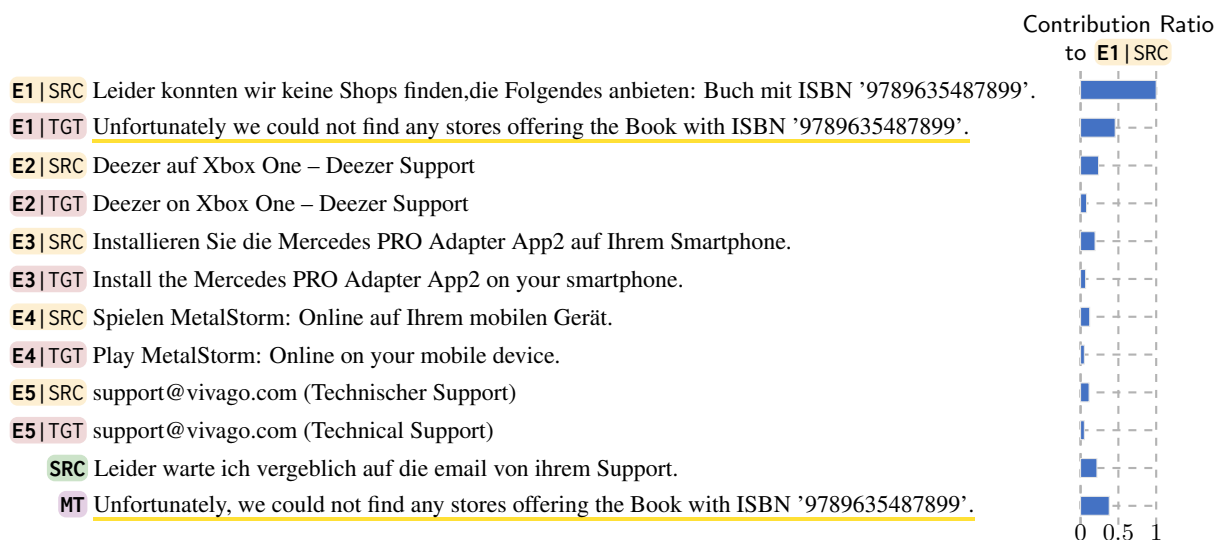 Contribution Ratio
to E1|SRC
E1|SRC Leider konnten wir keine Shops finden,die Folgendes anbieten: Buch mit ISBN '9789635487899'.
E1|TGT Unfortunately we could not find any stores offering the Book with ISBN '9789635487899'.
E2|SRC Deezer auf Xbox One – Deezer Support
E2|TGT Deezer on Xbox One – Deezer Support
E3|SRC Installieren Sie die Mercedes PRO Adapter App2 auf Ihrem Smartphone.
E3|TGT Install the Mercedes PRO Adapter App2 on your smartphone.
E4|SRC Spielen MetalStorm: Online auf Ihrem mobilen Gerät.
E4|TGT Play MetalStorm: Online on your mobile device.
E5|SRC support@vivago.com (Technischer Support)
E5|TGT support@vivago.com (Technical Support)
SRC Leider warte ich vergeblich auf die email von ihrem Support.
MT Unfortunately, we could not find any stores offering the Book with ISBN '9789635487899'.
0 0.5 1